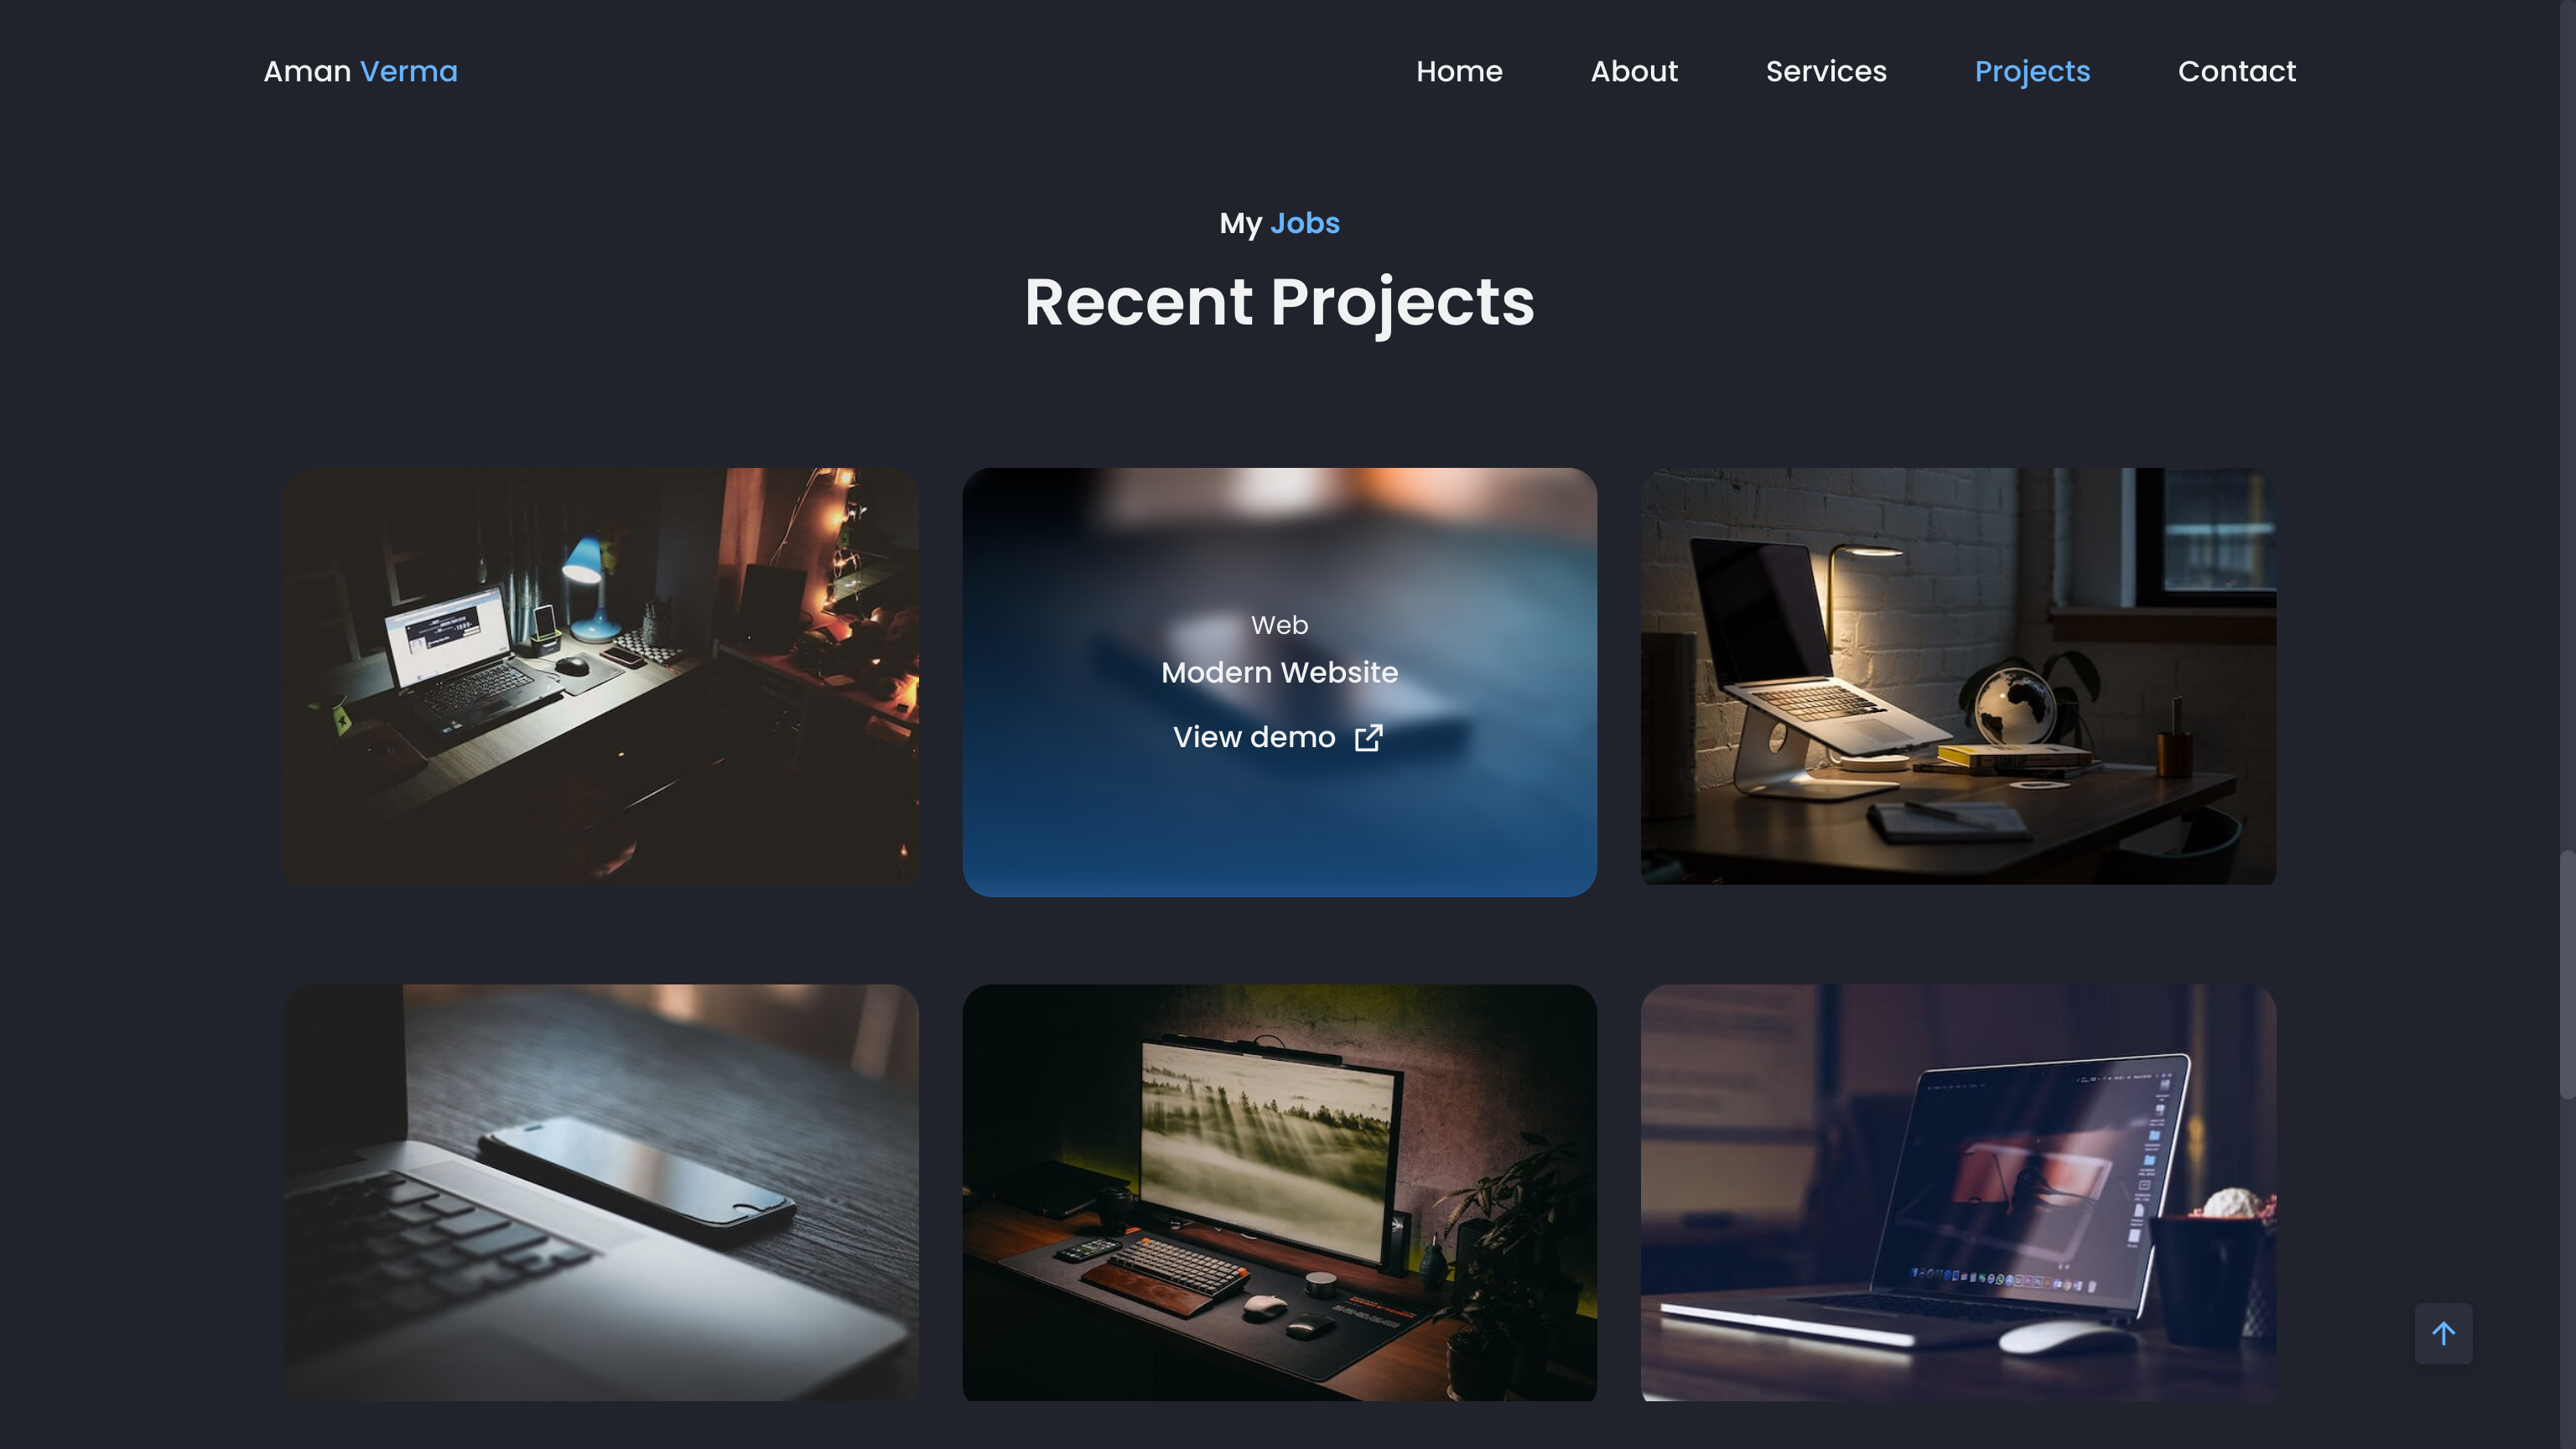 Aman Verma
Home About Services Projects Contact
My Jobs
Recent Projects
Web
Modern Website
View demo